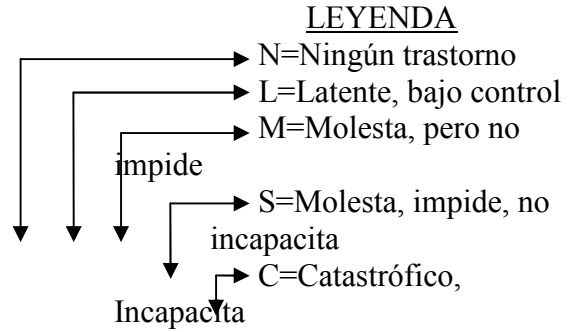 LEYENDA
N=Ningún trastorno
L=Latente, bajo control
M=Molesta, pero no
impide
S=Molesta, impide, no
incapacita
C=Catastrófico,
Incapacita